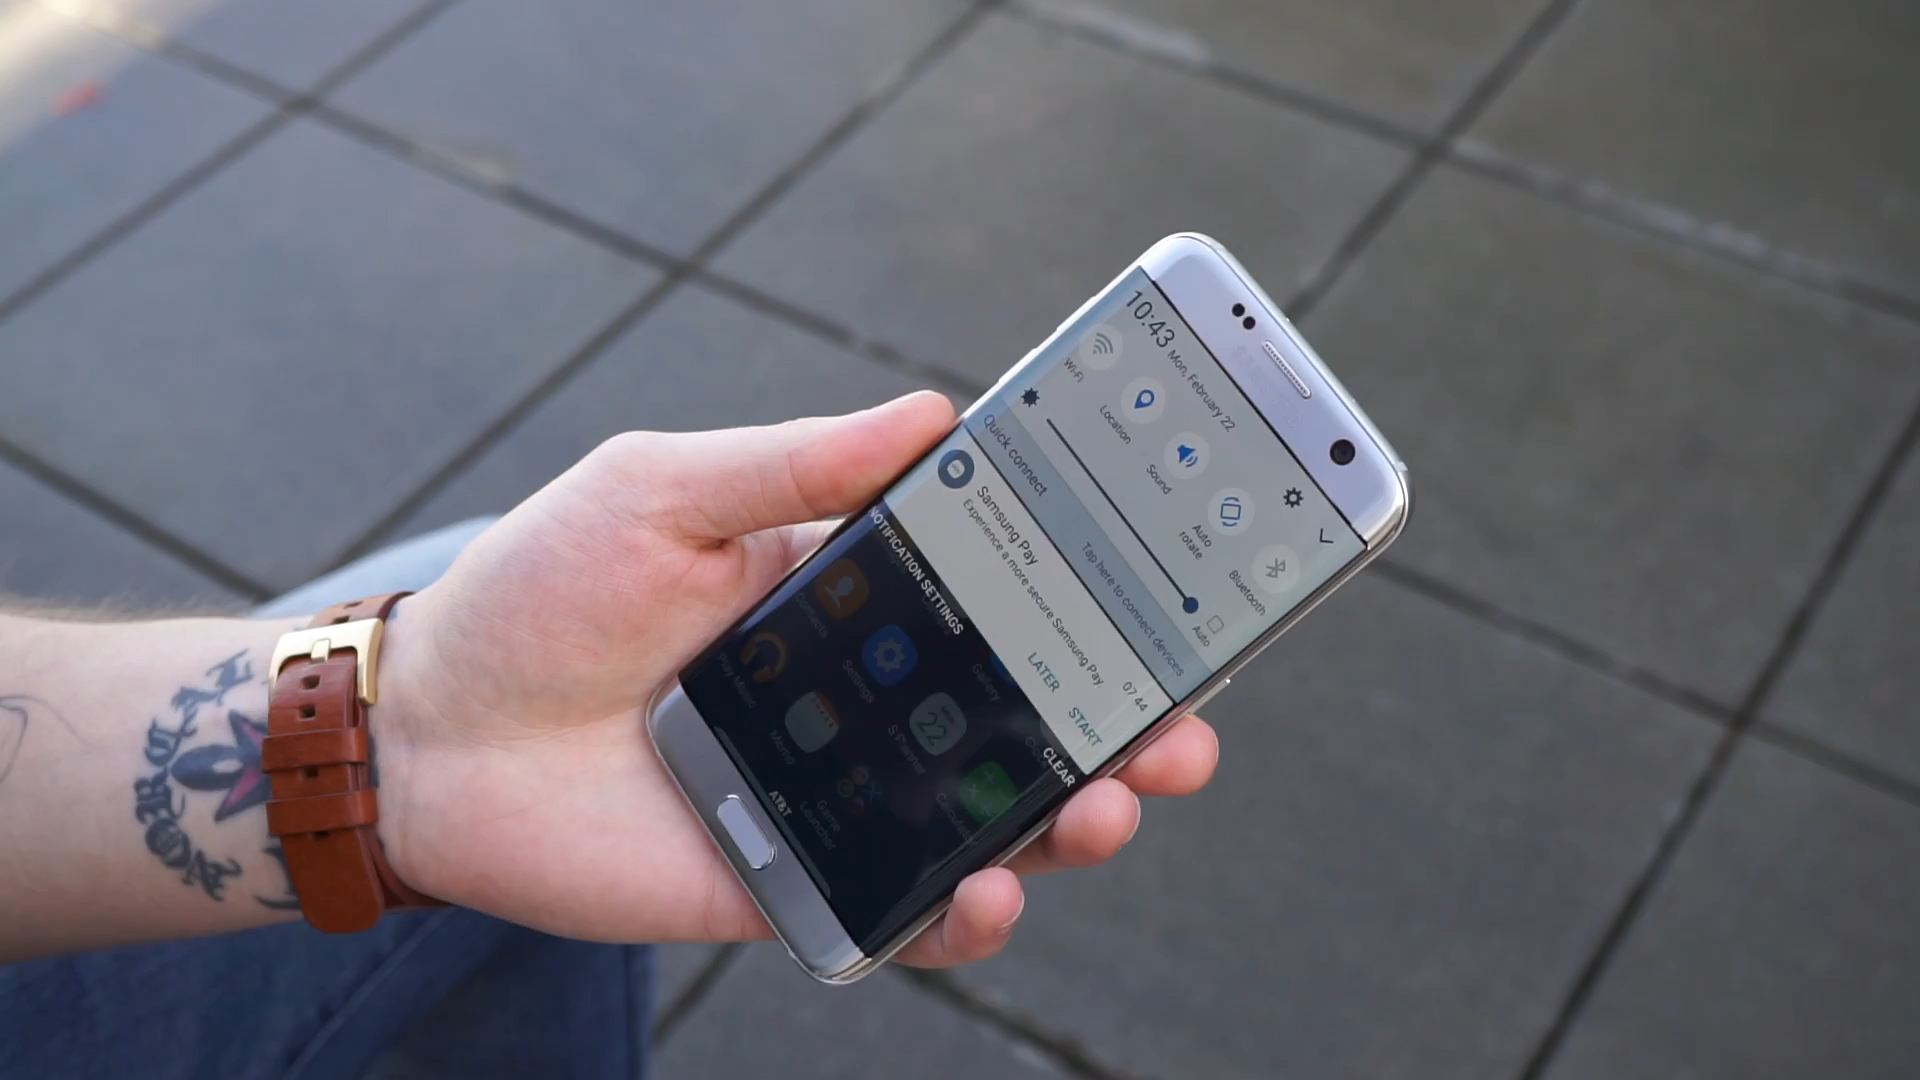 10:43 Mon, February 22
Wi-Fi
Location
Sound
Auto
rotate
Bluetooth
Auto
Quick connect
Tap here to connect devices
Samsung Pay
07:44
Experience a more secure Samsung Pay.
LATER
START
NOTIFICATION SETTINGS
CLEAR
Contacts
Settings
Gallery
Play Music
Memo
22
S Planner
Game
Launcher
Calculator
AT&T